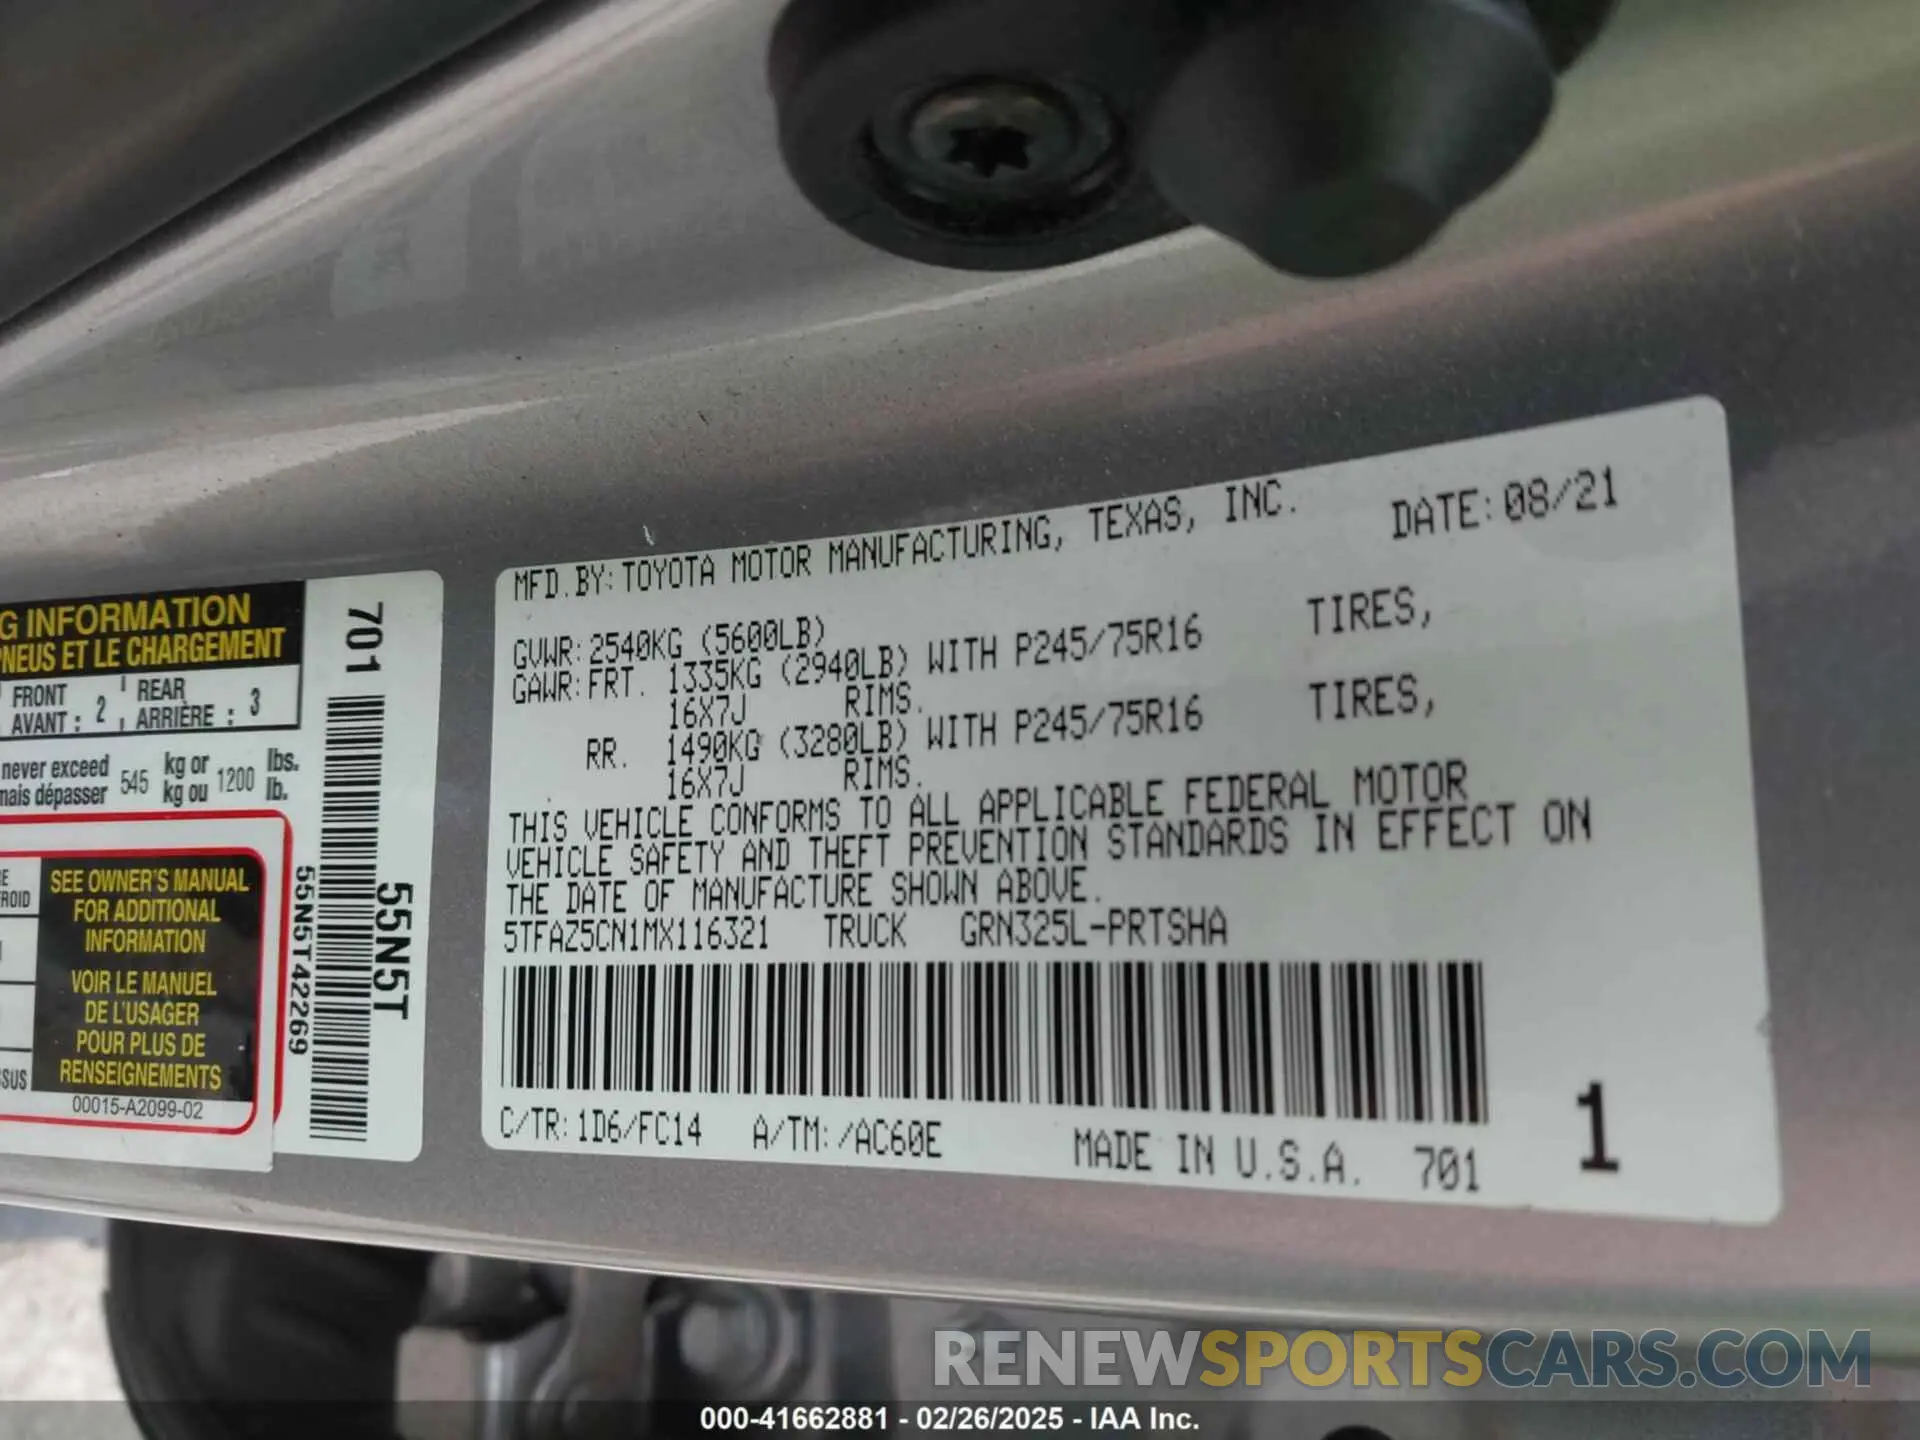 MFD.BY:TOYOTA MOTOR MANUFACTURING, TEXAS, INC. DATE:08/21
GVWR:2540KG (5600LB)
GAWR:FRT. 1335KG (2940LB) WITH P245/75R16 TIRES,
16X7J RIMS.
RR. 1490KG (3280LB) WITH P245/75R16 TIRES,
16X7J RIMS.
THIS VEHICLE CONFORMS TO ALL APPLICABLE FEDERAL MOTOR
VEHICLE SAFETY AND THEFT PREVENTION STANDARDS IN EFFECT ON
THE DATE OF MANUFACTURE SHOWN ABOVE.
5TFAZ5CN1MX116321 TRUCK GRN325L-PRTSHA
C/TR:1D6/FC14 A/TM:/AC60E MADE IN U.S.A. 701
1
G INFORMATION
PNEUS ET LE CHARGEMENT
FRONT REAR
AVANT : 2 , ARRIÈRE : 3
never exceed 545 kg or 1200 lbs.
mais dépasser kg ou lb.
SEE OWNER'S MANUAL
FOR ADDITIONAL
INFORMATION
VOIR LE MANUEL
DE L'USAGER
POUR PLUS DE
RENSEIGNEMENTS
00015-A2099-02
701
55N5T
55N5T42269
RENEWSPORTSCARS.COM
000-41662881 - 02/26/2025 - IAA Inc.